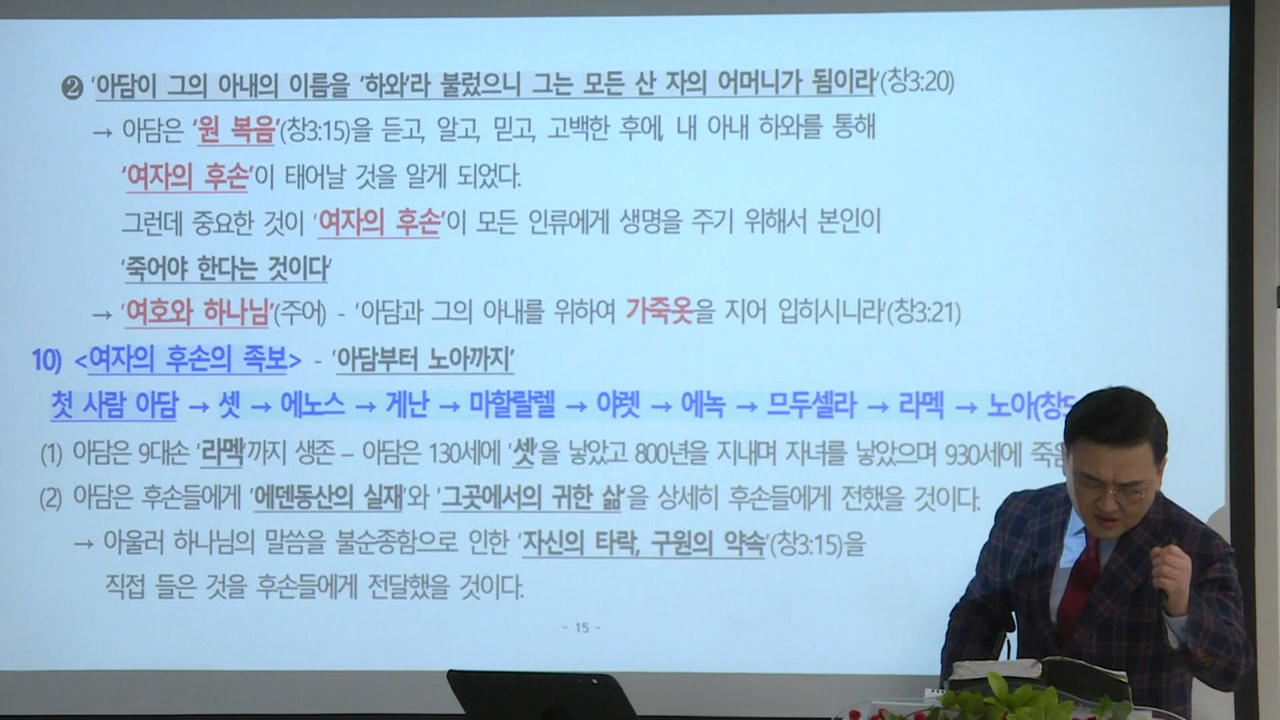 ❷ '아담이 그의 아내의 이름을 '하와'라 불렀으니 그는 모든 산 자의 어머니가 됨이라'(창3:20)
→ 아담은 '원 복음'(창3:15)을 듣고, 알고, 믿고, 고백한 후에, 내 아내 하와를 통해
'여자의 후손'이 태어날 것을 알게 되었다.
그런데 중요한 것이 '여자의 후손'이 모든 인류에게 생명을 주기 위해서 본인이
'죽어야 한다는 것이다'
→ '여호와 하나님'(주어) - '아담과 그의 아내를 위하여 가죽옷을 지어 입히시니라'(창3:21)
10) <여자의 후손의 족보> - '아담부터 노아까지'
첫 사람 아담 → 셋 → 에노스 → 게난 → 마할랄렐 → 야렛 → 에녹 → 므두셀라 → 라멕 → 노아(창5
(1) 아담은 9대손 '라멕'까지 생존 – 아담은 130세에 '셋'을 낳았고 800년을 지내며 자녀를 낳았으며 930세에 죽음
(2) 아담은 후손들에게 '에덴동산의 실재'와 '그곳에서의 귀한 삶'을 상세히 후손들에게 전했을 것이다.
→ 아울러 하나님의 말씀을 불순종함으로 인한 '자신의 타락, 구원의 약속'(창3:15)을
직접 들은 것을 후손들에게 전달했을 것이다.
- 15 -